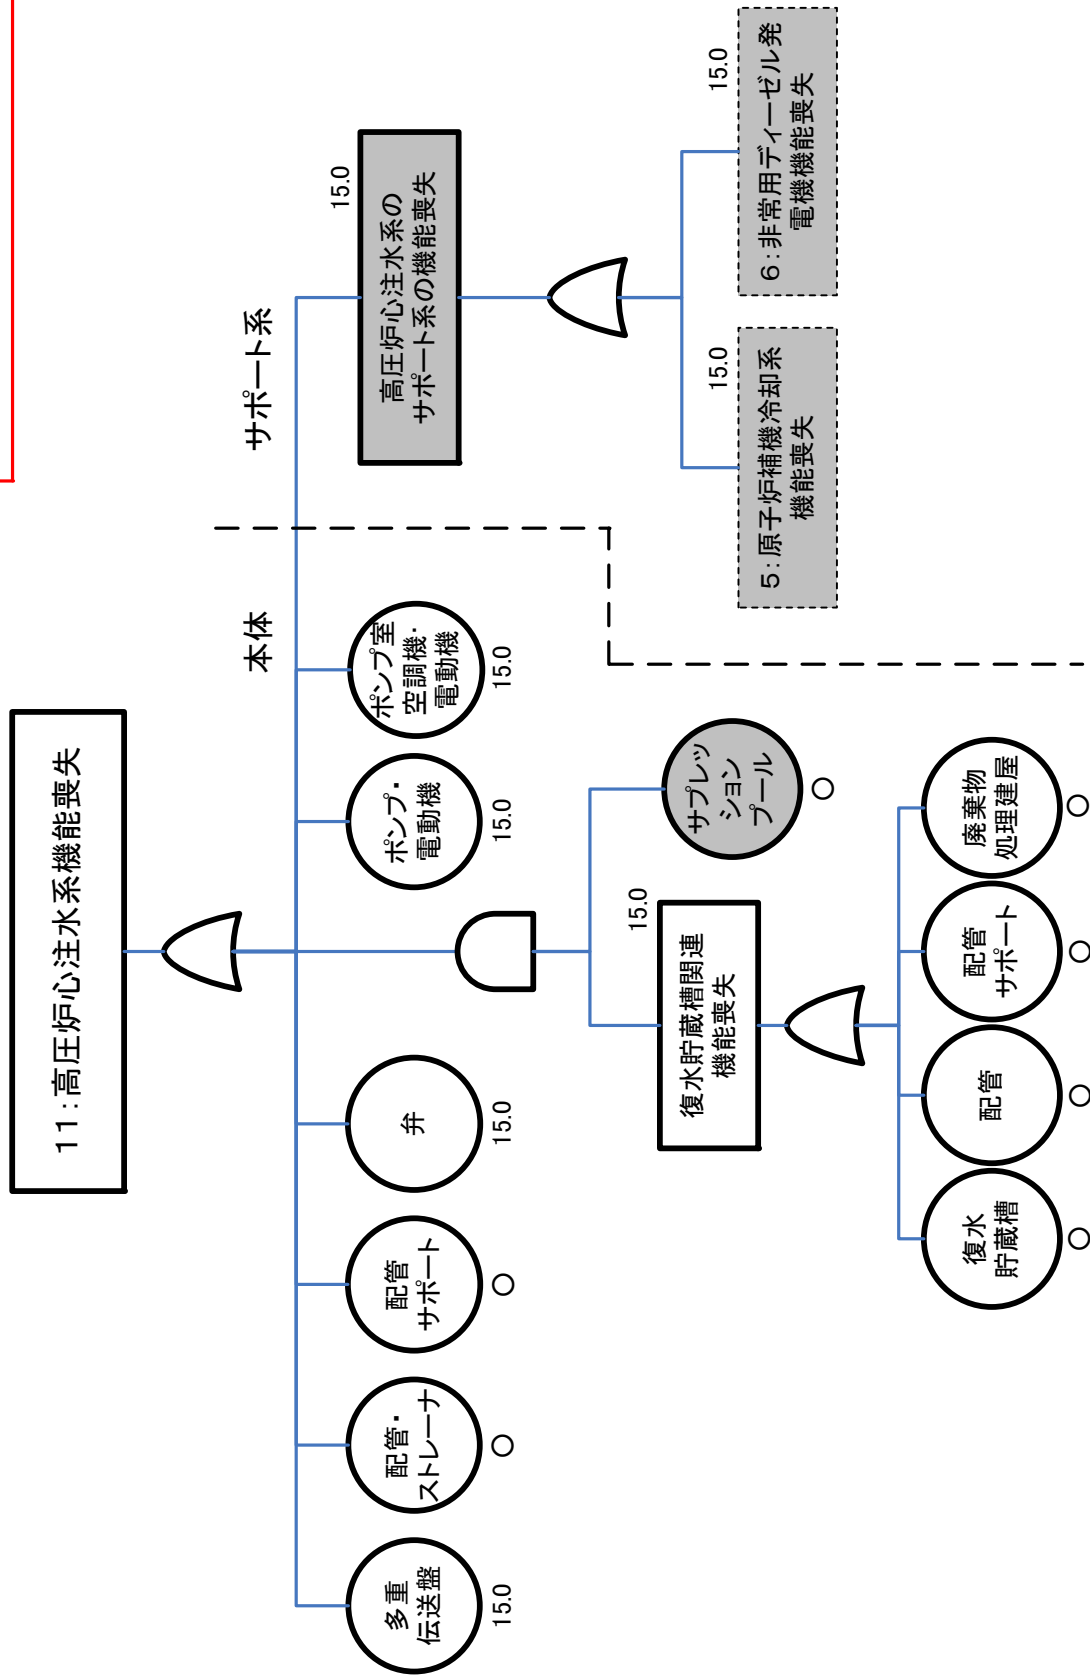 11:高圧炉心注水系機能喪失
本体
サポート系
多重
伝送盤
15.0
配管・
ストレーナ
○
配管
サポート
○
弁
15.0
ポンプ・
電動機
15.0
ポンプ室
空調機・
電動機
15.0
15.0
高圧炉心注水系の
サポート系の機能喪失
15.0
復水貯蔵槽関連
機能喪失
サプレッ
ション
プール
○
15.0
5:原子炉補機冷却系
機能喪失
15.0
6:非常用ディーゼル発
電機機能喪失
復水
貯蔵槽
○
配管
○
配管
サポート
○
廃棄物
処理建屋
○